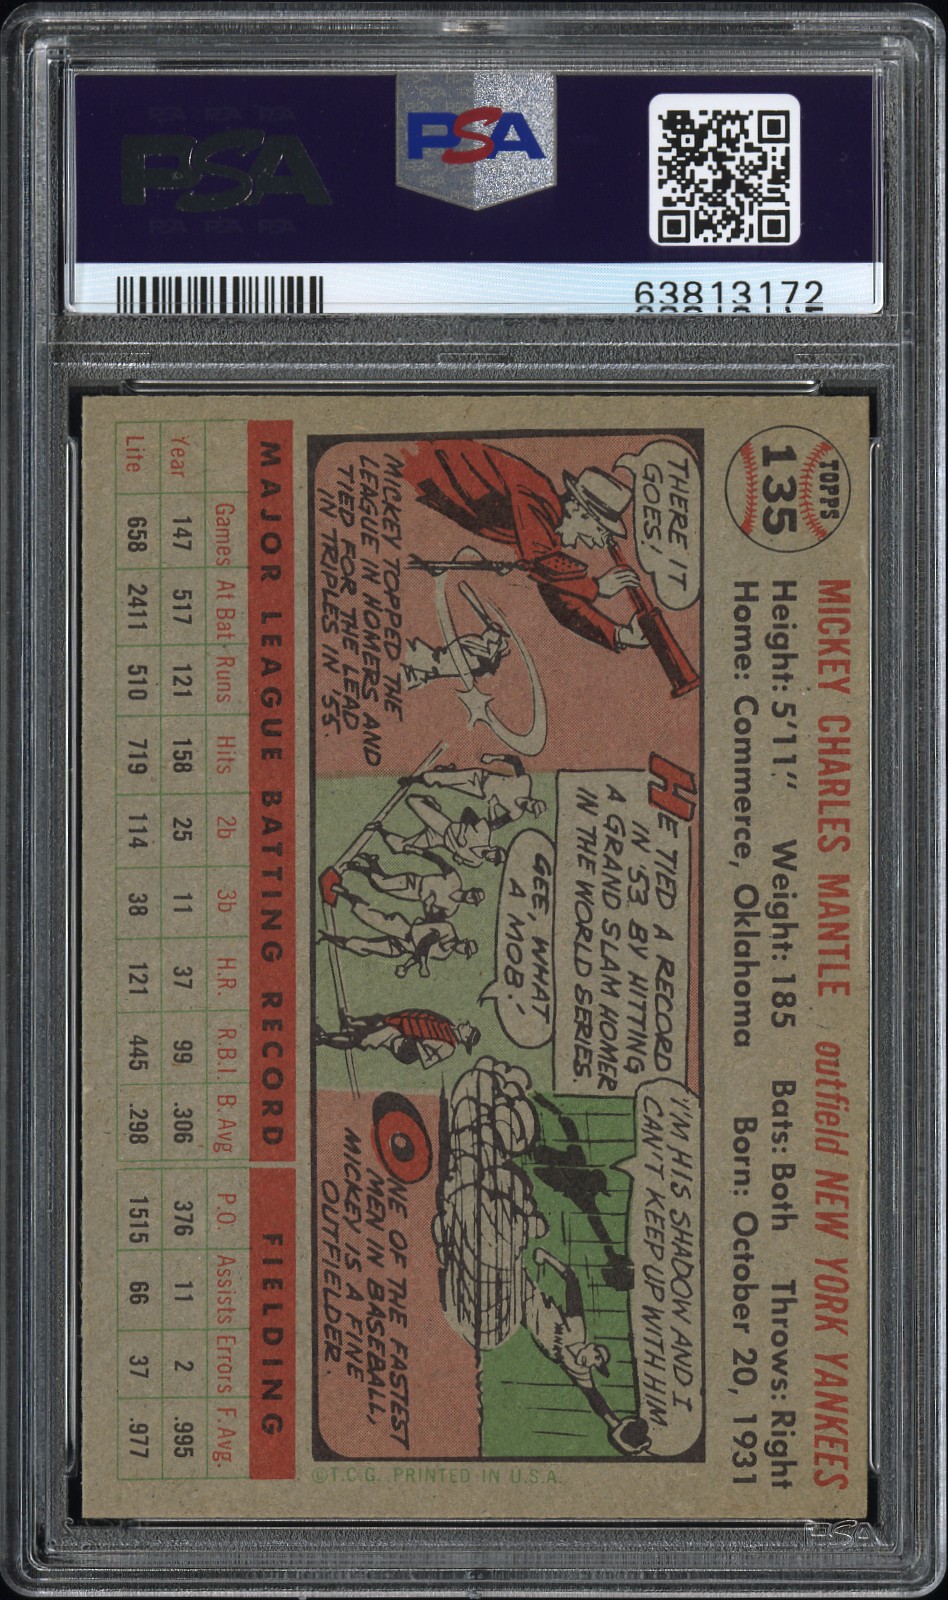 PSA
PSA
63813172
TOPPS
135
MICKEY CHARLES MANTLE outfield NEW YORK YANKEES
Height: 5'11" Weight: 185 Bats: Both Throws: Right
Home: Commerce, Oklahoma Born: October 20, 1931
THERE IT
GOES!
MICKEY TOPPED THE
LEAGUE IN HOMERS AND
TIED FOR THE LEAD
IN TRIPLES IN '55.
HE TIED A RECORD
IN '53 BY HITTING
A GRAND SLAM HOMER
IN THE WORLD SERIES.
GEE, WHAT
A MOB!
I'M HIS SHADOW AND I
CAN'T KEEP UP WITH HIM.
ONE OF THE FASTEST
MEN IN BASEBALL,
MICKEY IS A FINE
OUTFIELDER.
©T.C.G. PRINTED IN U.S.A.
MAJOR LEAGUE BATTING RECORD FIELDING
Games At Bat Runs Hits 2b 3b H.R. R.B.I. B. Avg P.O. Assists Errors F. Avg.
Year 147 517 121 158 25 11 37 99 .306 376 11 2 .995
Life 658 2411 510 719 114 38 121 445 .298 1515 66 37 .977
PSA